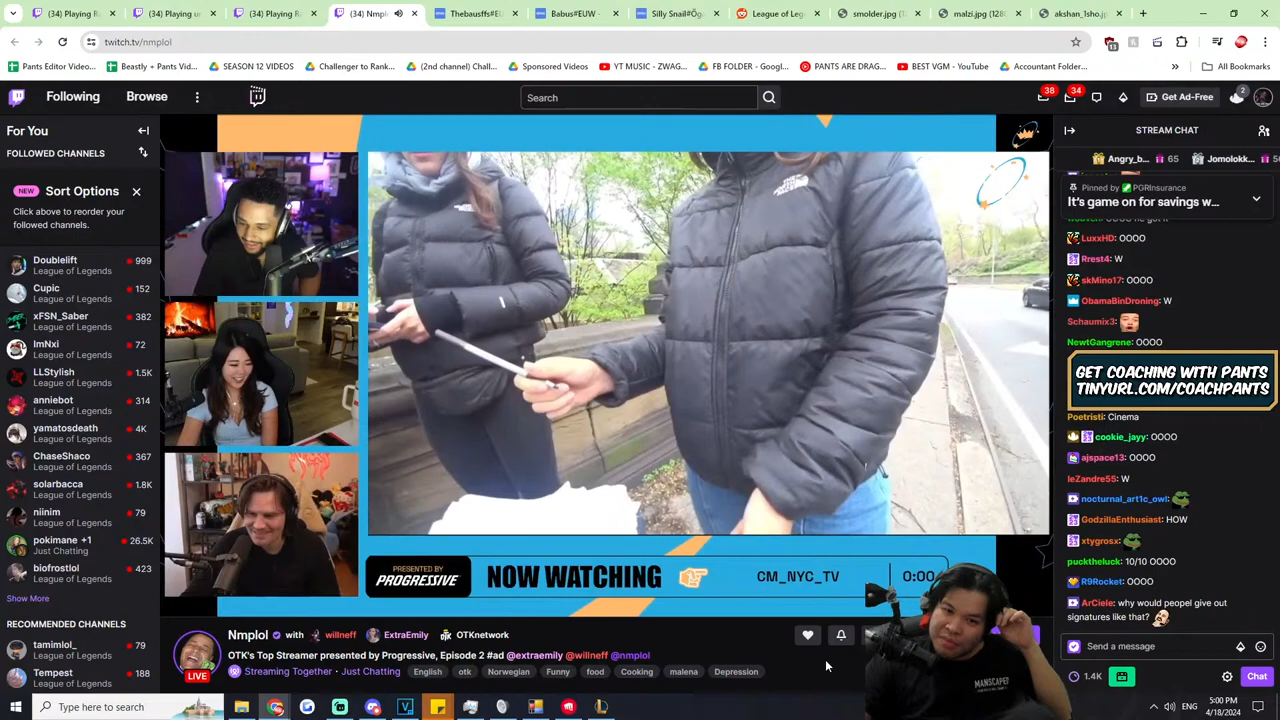 (34) Playing u
(34) Playing ur
(34) Playing Ra
(34) Nmplol
Thebausffs#E
Babus#EUW -
Silly Snail#Öga
League of Leg
smolder.jpg (12
malzi.jpg (128
akshan_1sho.jp
twitch.tv/nmplol
Pants Editor Video...
Beastly + Pants Vid...
SEASON 12 VIDEOS
Challenger to Rank...
(2nd channel) Chall...
Sponsored Videos
YT MUSIC - ZWAG...
FB FOLDER - Googl...
PANTS ARE DRAG...
BEST VGM - YouTube
Accountant Folder...
All Bookmarks
Following
Browse
Search
38
34
Get Ad-Free
2
For You
FOLLOWED CHANNELS
NEW
Sort Options
Click above to reorder your
followed channels.
Doublelift
999
League of Legends
Cupic
152
League of Legends
xFSN_Saber
382
League of Legends
ImNxi
72
League of Legends
LLStylish
1.5K
League of Legends
anniebot
314
League of Legends
yamatosdeath
4K
League of Legends
ChaseShaco
367
League of Legends
solarbacca
1.8K
League of Legends
niinim
79
League of Legends
pokimane +1
26.5K
Just Chatting
biofrostlol
423
Show More
RECOMMENDED CHANNELS
tamimlol_
79
League of Legends
Tempest
188
PRESENTED BY
PROGRESSIVE
NOW WATCHING
CM_NYC_TV
0:00
LIVE
Nmplol with willneff ExtraEmily OTKnetwork
OTK's Top Streamer presented by Progressive, Episode 2 #ad @extraemily @willneff @nmplol
Streaming Together · Just Chatting
English
otk
Norwegian
Funny
food
Cooking
malena
Depression
MANSCAPED
STREAM CHAT
Angry_b...
65
Jomolokk...
Pinned by PGRInsurance
It's game on for savings w...
LuxxHD: OOOO
Rrest4: W
skMino17: OOOO
ObamaBinDroning: W
Schaumix3:
NewtGangrene: OOOO
GET COACHING WITH PANTS
TINYURL.COM/COACHPANTS
Poetristi: Cinema
cookie_jayy: OOOO
ajspace13: OOOO
leZandre55: W
nocturnal_art1c_owl:
GodzillaEnthusiast: HOW
xtygrosx:
pucktheluck: 10/10 OOOO
R9Rocket: OOOO
ArCiele: why would peopel give out
signatures like that?
Send a message
1.4K
Chat
Type here to search
ENG
5:00 PM
4/18/2024